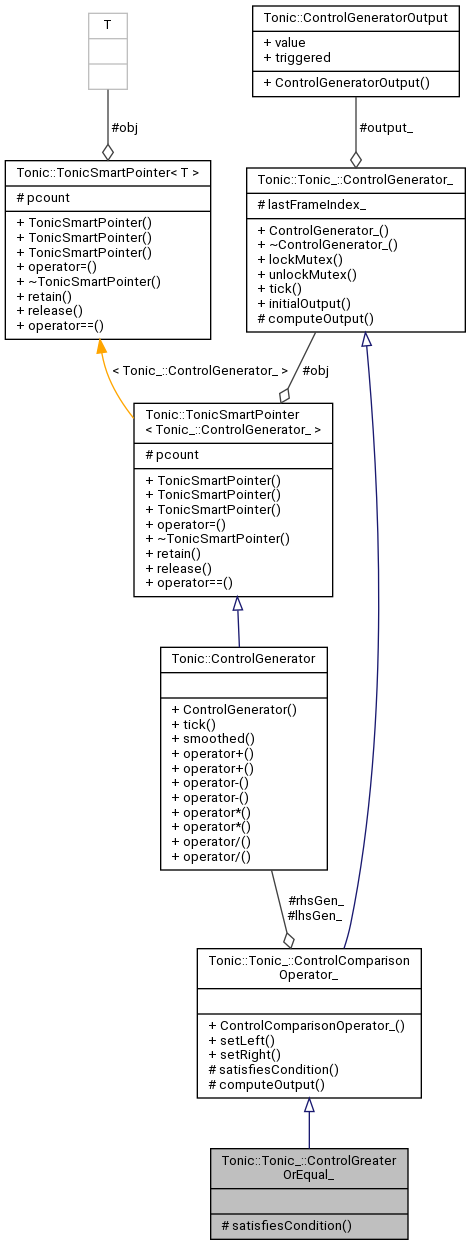 T
Tonic::ControlGeneratorOutput
+ value
+ triggered
+ ControlGeneratorOutput()
#obj
#output_
Tonic::TonicSmartPointer< T >
# pcount
+ TonicSmartPointer()
+ TonicSmartPointer()
+ TonicSmartPointer()
+ operator=()
+ ~TonicSmartPointer()
+ retain()
+ release()
+ operator==()
Tonic::Tonic_::ControlGenerator_
# lastFrameIndex_
+ ControlGenerator_()
+ ~ControlGenerator_()
+ lockMutex()
+ unlockMutex()
+ tick()
+ initialOutput()
# computeOutput()
< Tonic_::ControlGenerator_ >
#obj
Tonic::TonicSmartPointer
< Tonic_::ControlGenerator_ >
# pcount
+ TonicSmartPointer()
+ TonicSmartPointer()
+ TonicSmartPointer()
+ operator=()
+ ~TonicSmartPointer()
+ retain()
+ release()
+ operator==()
Tonic::ControlGenerator
+ ControlGenerator()
+ tick()
+ smoothed()
+ operator+()
+ operator+()
+ operator-()
+ operator-()
+ operator*()
+ operator*()
+ operator/()
+ operator/()
#rhsGen_
#lhsGen_
Tonic::Tonic_::ControlComparison
Operator_
+ ControlComparisonOperator_()
+ setLeft()
+ setRight()
# satisfiesCondition()
# computeOutput()
Tonic::Tonic_::ControlGreater
OrEqual_
# satisfiesCondition()